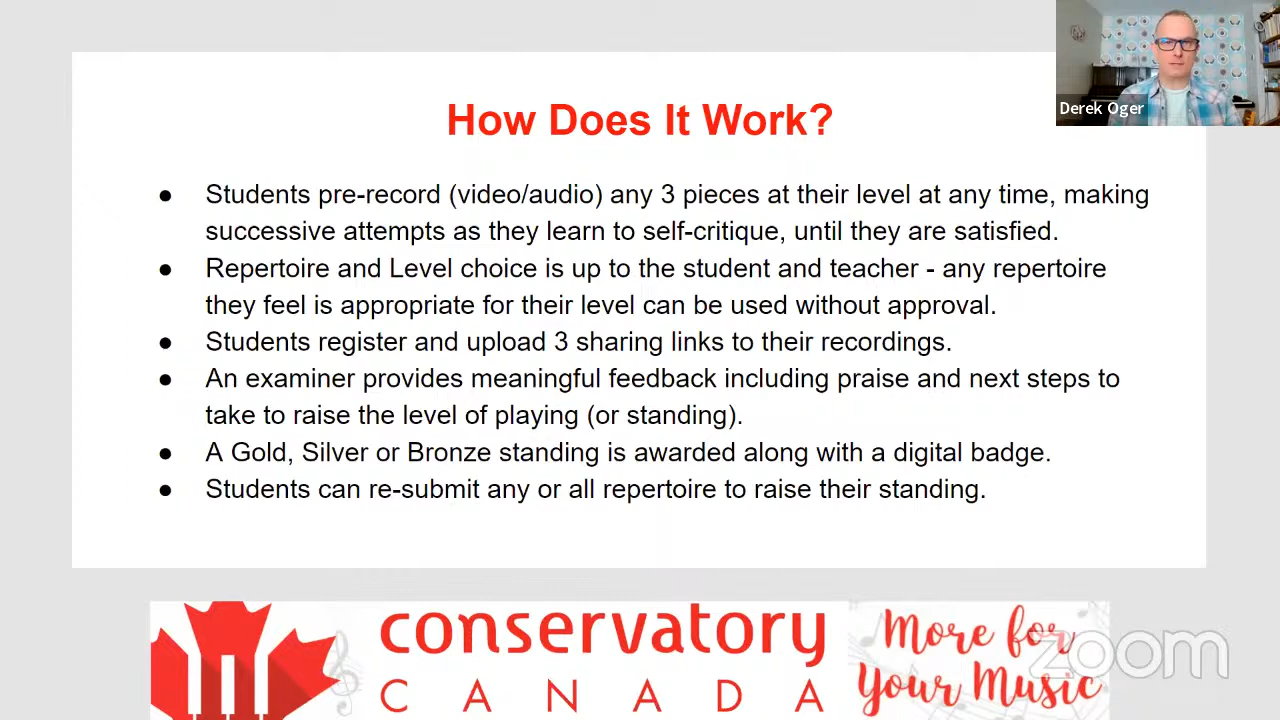 How Does It Work?
Derek Oger
● Students pre-record (video/audio) any 3 pieces at their level at any time, making
successive attempts as they learn to self-critique, until they are satisfied.
● Repertoire and Level choice is up to the student and teacher - any repertoire
they feel is appropriate for their level can be used without approval.
● Students register and upload 3 sharing links to their recordings.
● An examiner provides meaningful feedback including praise and next steps to
take to raise the level of playing (or standing).
● A Gold, Silver or Bronze standing is awarded along with a digital badge.
● Students can re-submit any or all repertoire to raise their standing.
conservatory
CANADA
More for
Your Music
zoom